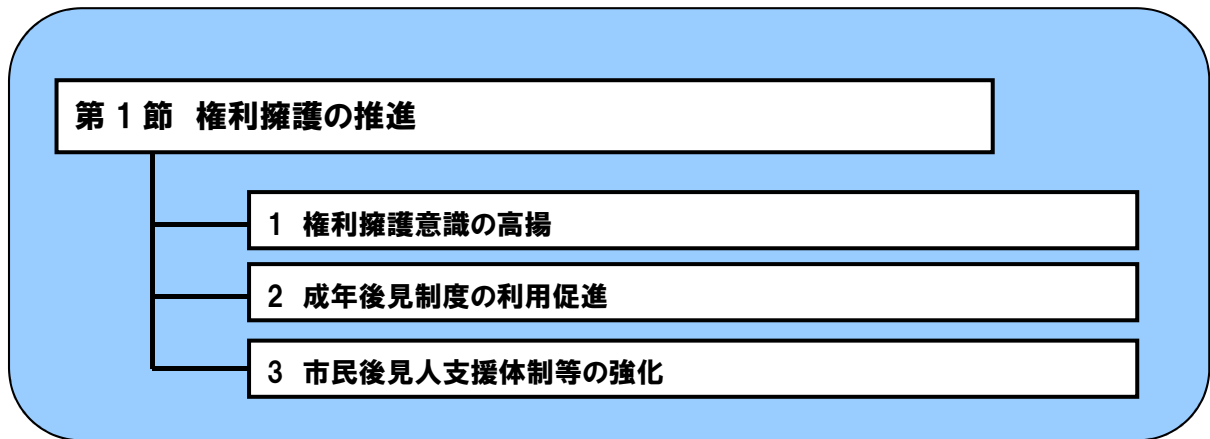 第1節 権利擁護の推進
1 権利擁護意識の高揚
2 成年後見制度の利用促進
3 市民後見人支援体制等の強化